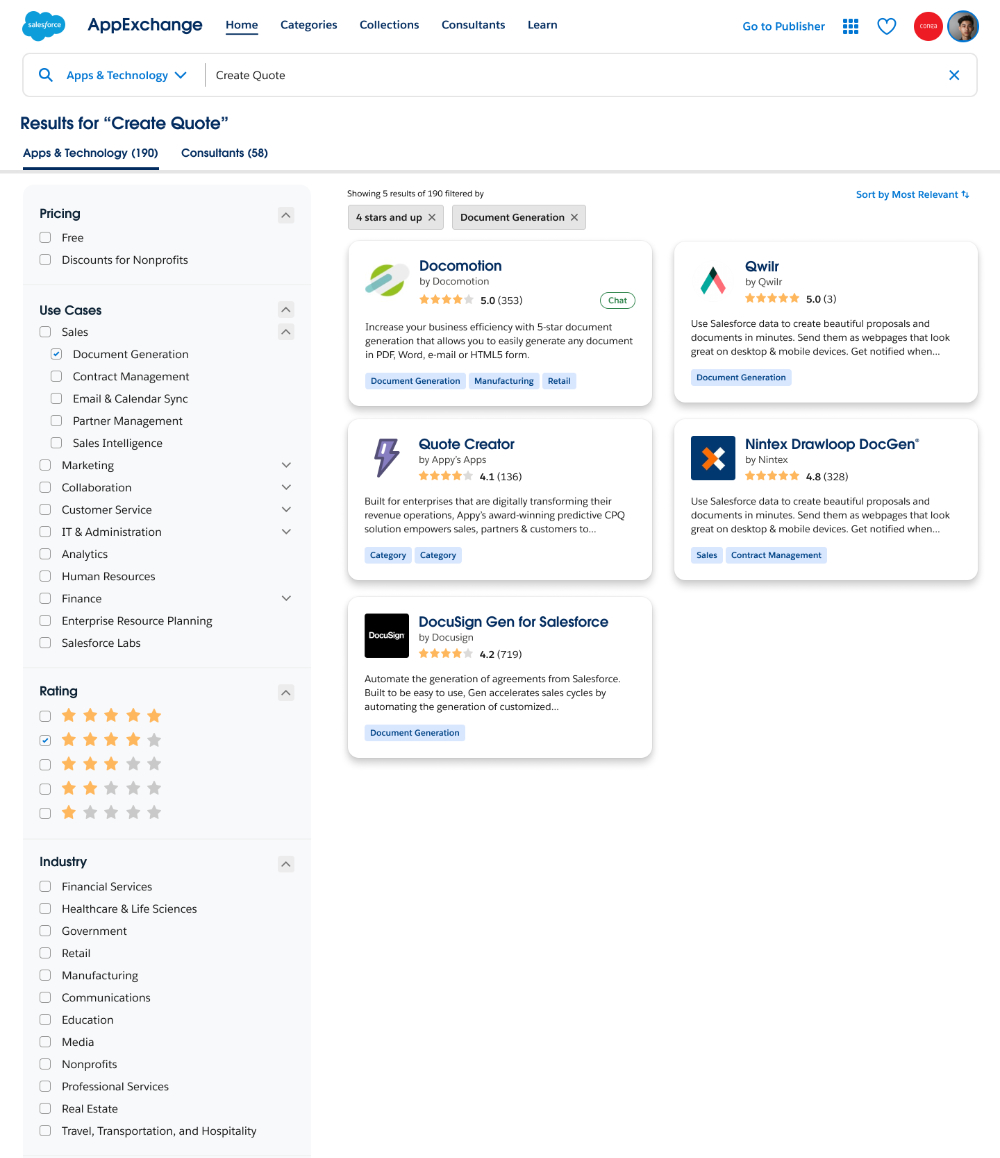 salesforce
AppExchange
Home
Categories
Collections
Consultants
Learn
Go to Publisher
conga
Apps & Technology
Create Quote
Results for “Create Quote”
Apps & Technology (190)
Consultants (58)
Pricing
Free
Discounts for Nonprofits
Use Cases
Sales
Document Generation
Contract Management
Email & Calendar Sync
Partner Management
Sales Intelligence
Marketing
Collaboration
Customer Service
IT & Administration
Analytics
Human Resources
Finance
Enterprise Resource Planning
Salesforce Labs
Rating
Industry
Financial Services
Healthcare & Life Sciences
Government
Retail
Manufacturing
Communications
Education
Media
Nonprofits
Professional Services
Real Estate
Travel, Transportation, and Hospitality
Showing 5 results of 190 filtered by
Sort by Most Relevant
4 stars and up
Document Generation
Docomotion
by Docomotion
5.0 (353)
Chat
Increase your business efficiency with 5-star document
generation that allows you to easily generate any document
in PDF, Word, e-mail or HTML5 form.
Document Generation
Manufacturing
Retail
Qwilr
by Qwilr
5.0 (3)
Use Salesforce data to create beautiful proposals and
documents in minutes. Send them as webpages that look
great on desktop & mobile devices. Get notified when...
Document Generation
Quote Creator
by Appy's Apps
4.1 (136)
Built for enterprises that are digitally transforming their
revenue operations, Appy's award-winning predictive CPQ
solution empowers sales, partners & customers to...
Category
Category
Nintex Drawloop DocGen®
by Nintex
4.8 (328)
Use Salesforce data to create beautiful proposals and
documents in minutes. Send them as webpages that look
great on desktop & mobile devices. Get notified when...
Sales
Contract Management
DocuSign
DocuSign Gen for Salesforce
by Docusign
4.2 (719)
Automate the generation of agreements from Salesforce.
Built to be easy to use, Gen accelerates sales cycles by
automating the generation of customized...
Document Generation